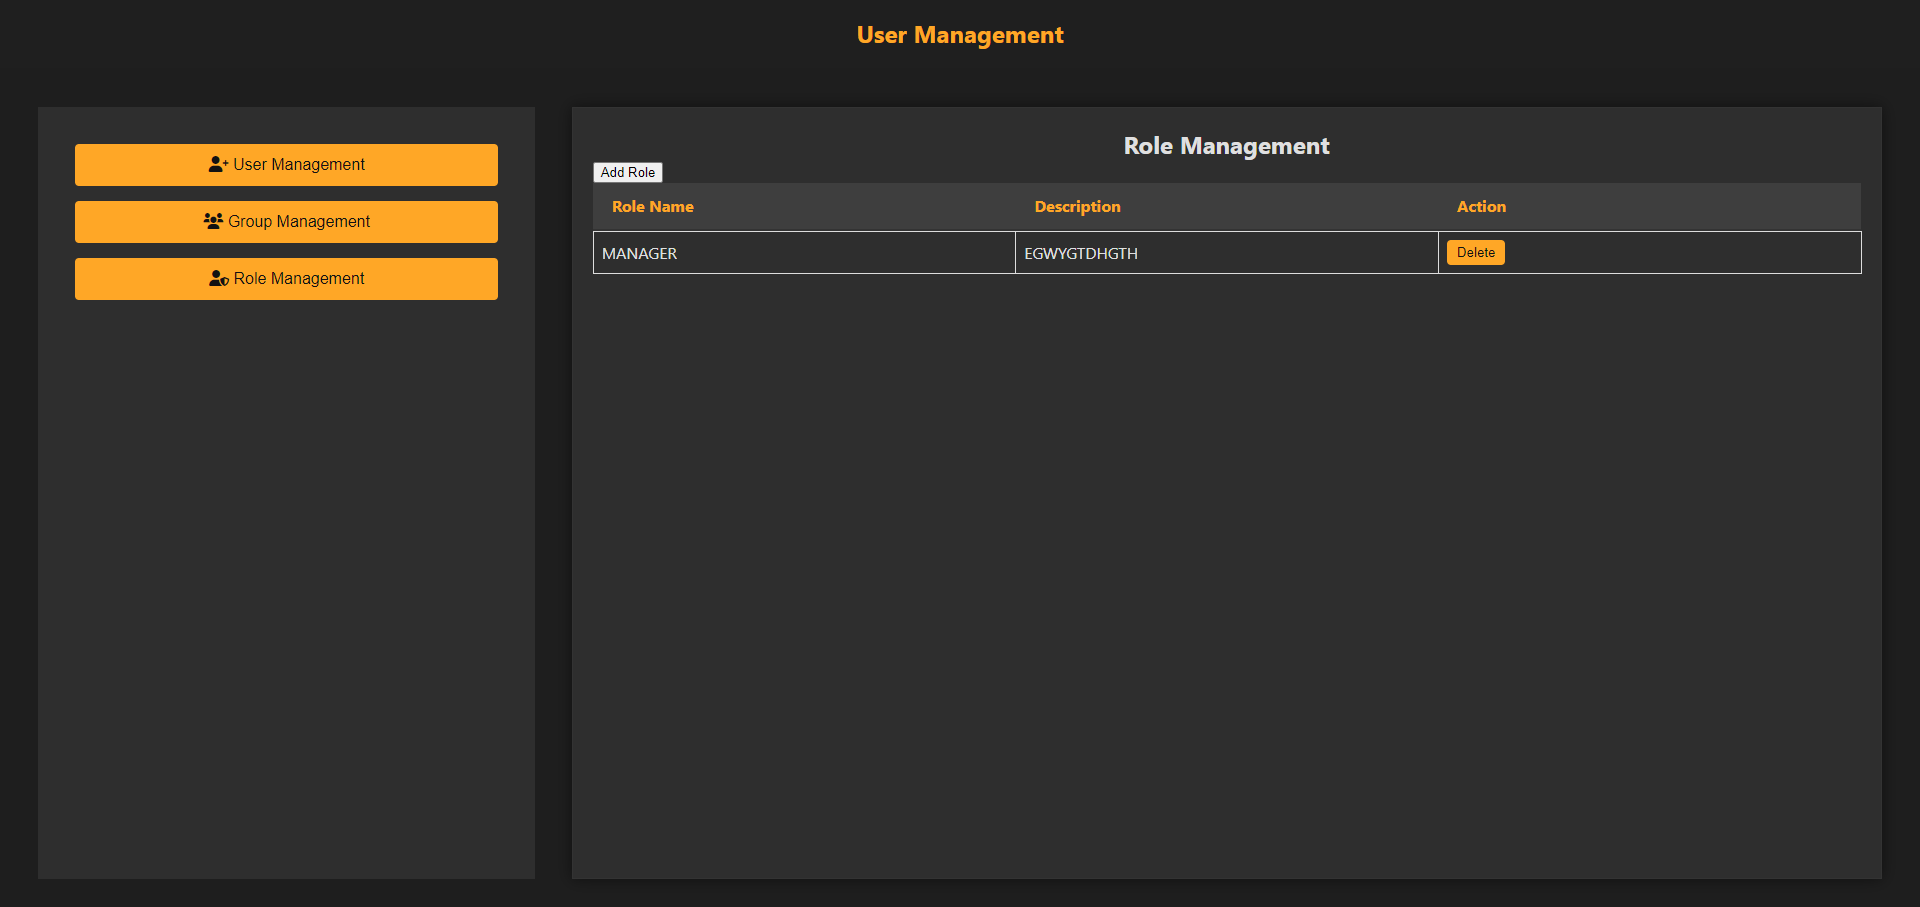 User Management
User Management
Group Management
Role Management
Role Management
Add Role
Role Name Description Action
MANAGER EGWYGTDHGTH Delete